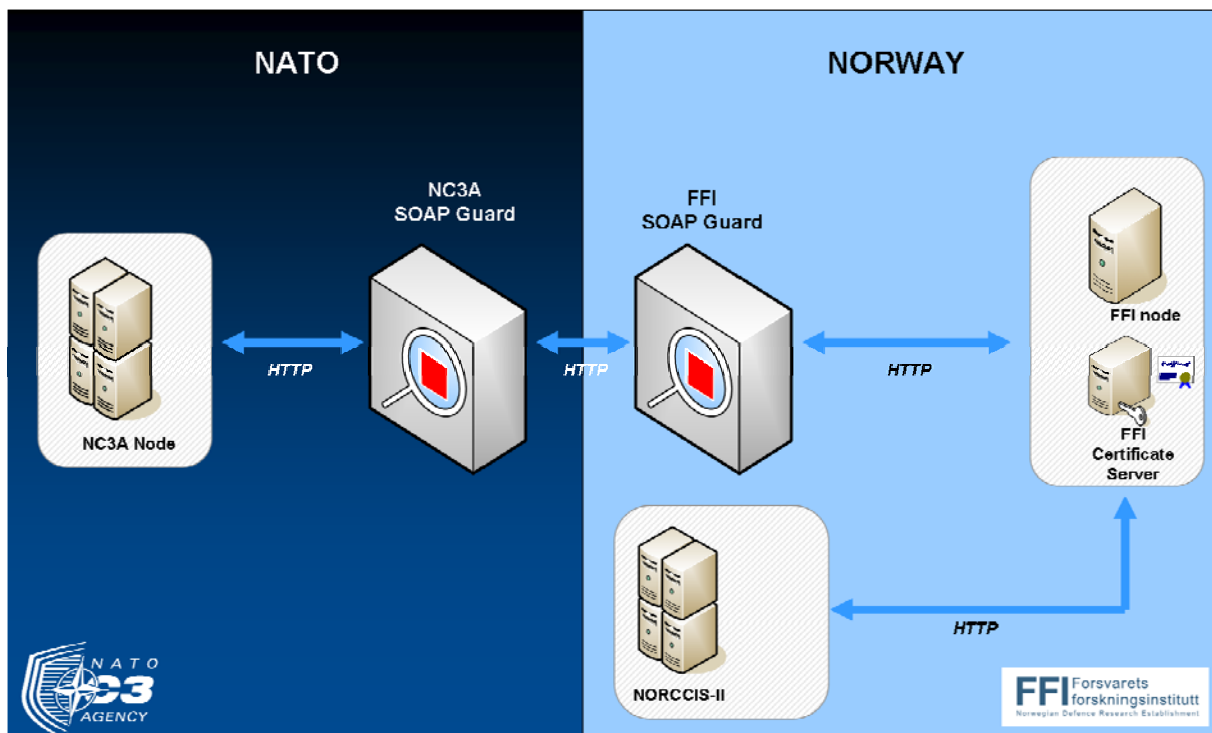 NATO
NORWAY
NC3A
SOAP Guard
FFI
SOAP Guard
HTTP
HTTP
HTTP
NC3A Node
FFI node
FFI
Certificate
Server
NORCCIS-II
HTTP
NATO
C3
AGENCY
FFI
Forsvarets
forskningsinstitutt
Norwegian Defence Research Establishment